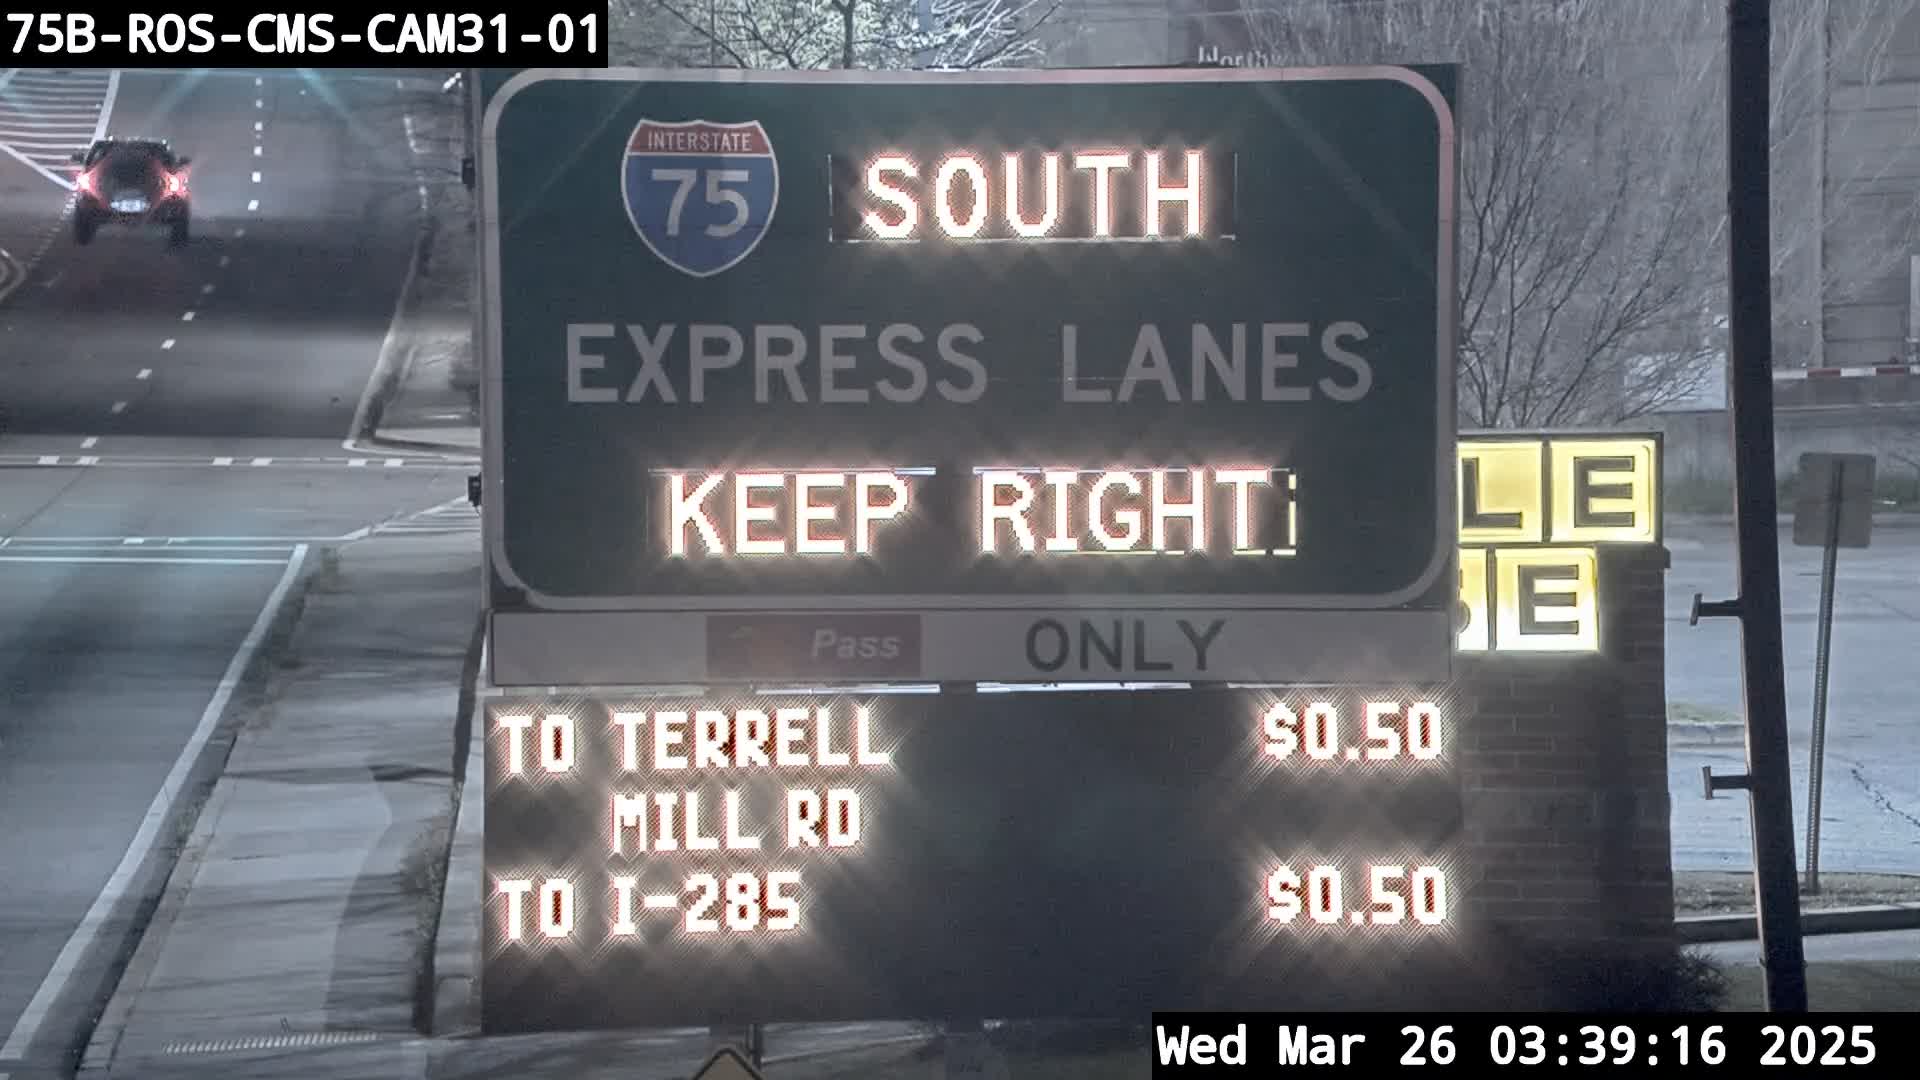 75B-ROS-CMS-CAM31-01
INTERSTATE
75
SOUTH
EXPRESS LANES
KEEP RIGHT
Pass ONLY
LE
E
TO TERRELL $0.50
MILL RD
TO I-285 $0.50
Wed Mar 26 03:39:16 2025